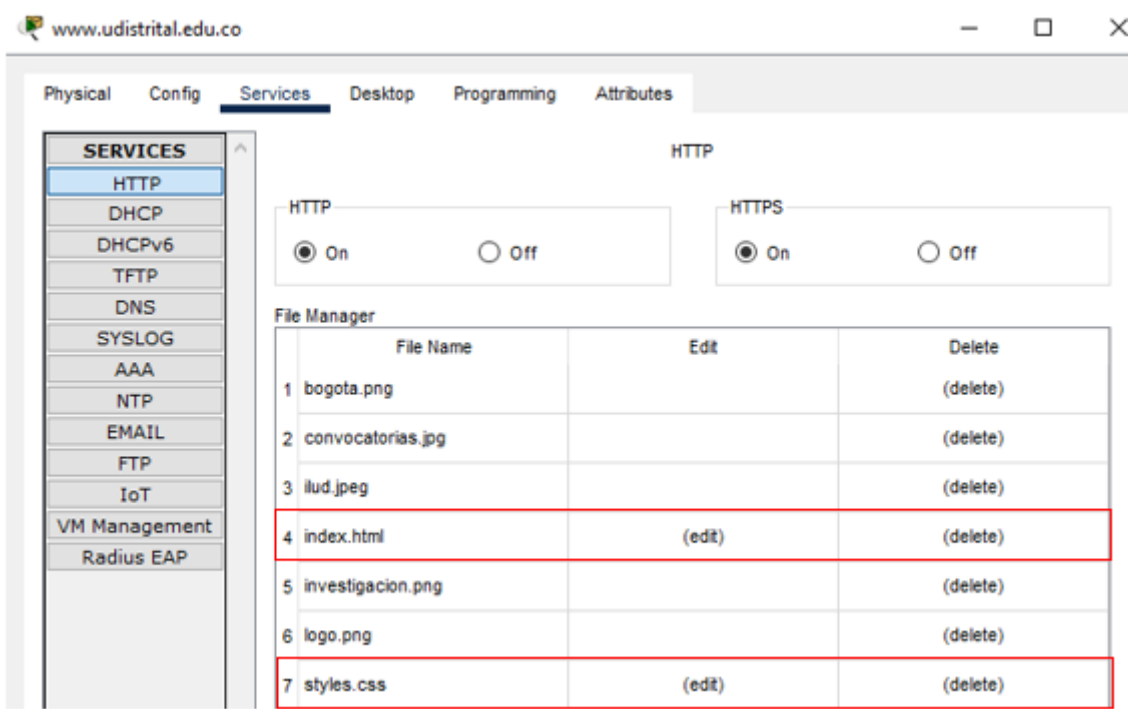 www.udistrital.edu.co
Physical Config Services Desktop Programming Attributes
SERVICES
HTTP
DHCP
DHCPv6
TFTP
DNS
SYSLOG
AAA
NTP
EMAIL
FTP
IoT
VM Management
Radius EAP
HTTP
HTTP
On Off
HTTPS
On Off
File Manager
File Name Edit Delete
1 bogota.png (delete)
2 convocatorias.jpg (delete)
3 ilud.jpeg (delete)
4 index.html (edit) (delete)
5 investigacion.png (delete)
6 logo.png (delete)
7 styles.css (edit) (delete)